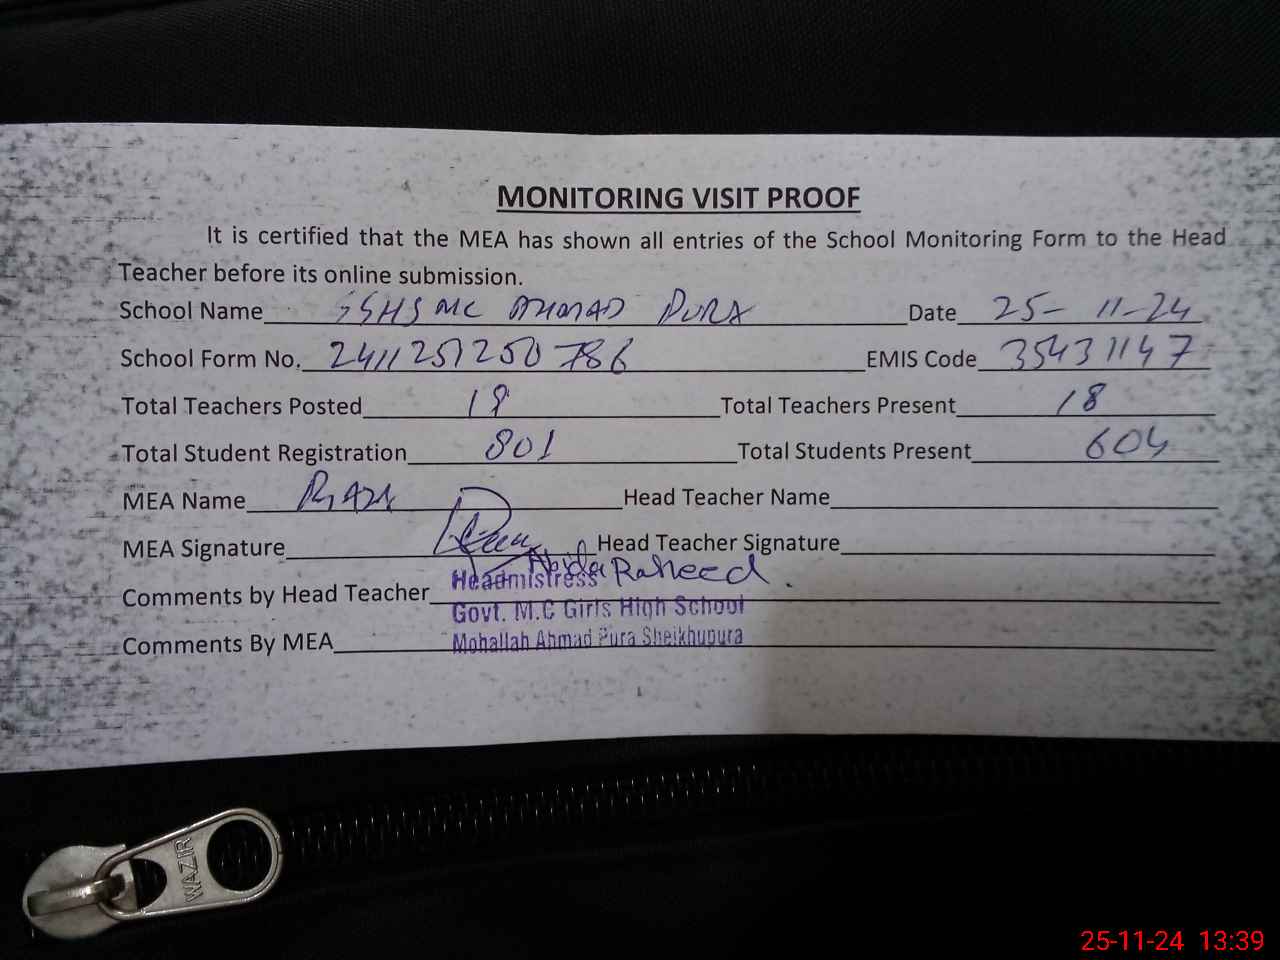 MONITORING VISIT PROOF
It is certified that the MEA has shown all entries of the School Monitoring Form to the Head
Teacher before its online submission.
School Name GGHS MC AHMAD PURA Date 25-11-24
School Form No. 2411251250786 EMIS Code 35431147
Total Teachers Posted 19 Total Teachers Present 18
Total Student Registration 801 Total Students Present 604
MEA Name Head Teacher Name
MEA Signature Head Teacher Signature
Abida Rasheed
Comments by Head Teacher Headmistress
Govt. M.C Girls High School
Comments By MEA Mohallah Ahmad Pura Sheikhupura
WAZIR
25-11-24 13:39